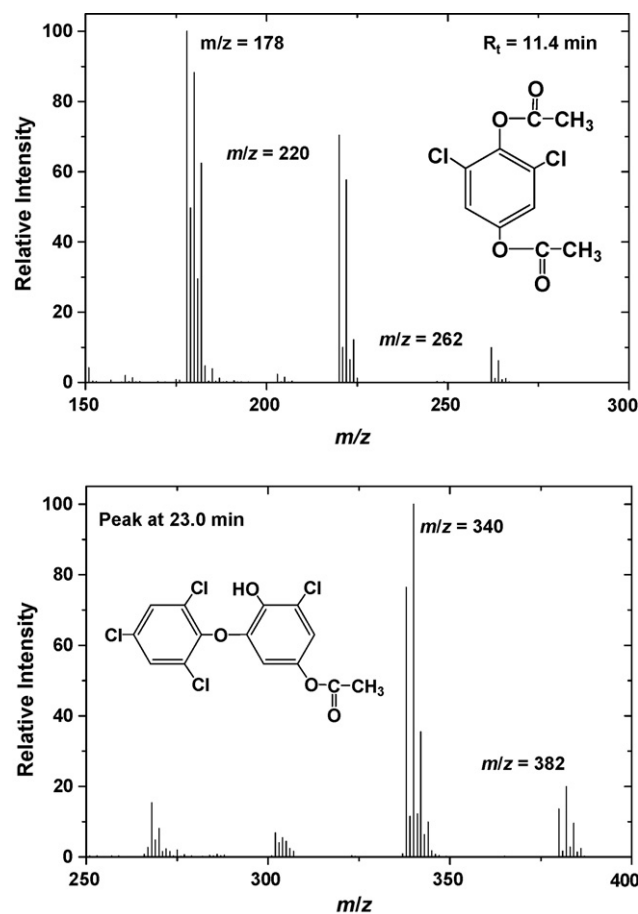 100
80
60
40
20
0
Relative Intensity
m/z = 178
R_t = 11.4 min
m/z = 220
m/z = 262
O
O–C–CH₃
Cl
Cl
O–C–CH₃
O
150
200
250
300
m/z
100
80
60
40
20
0
Relative Intensity
Peak at 23.0 min
m/z = 340
m/z = 382
Cl
HO
Cl
Cl
O
Cl
O–C–CH₃
O
250
300
350
400
m/z